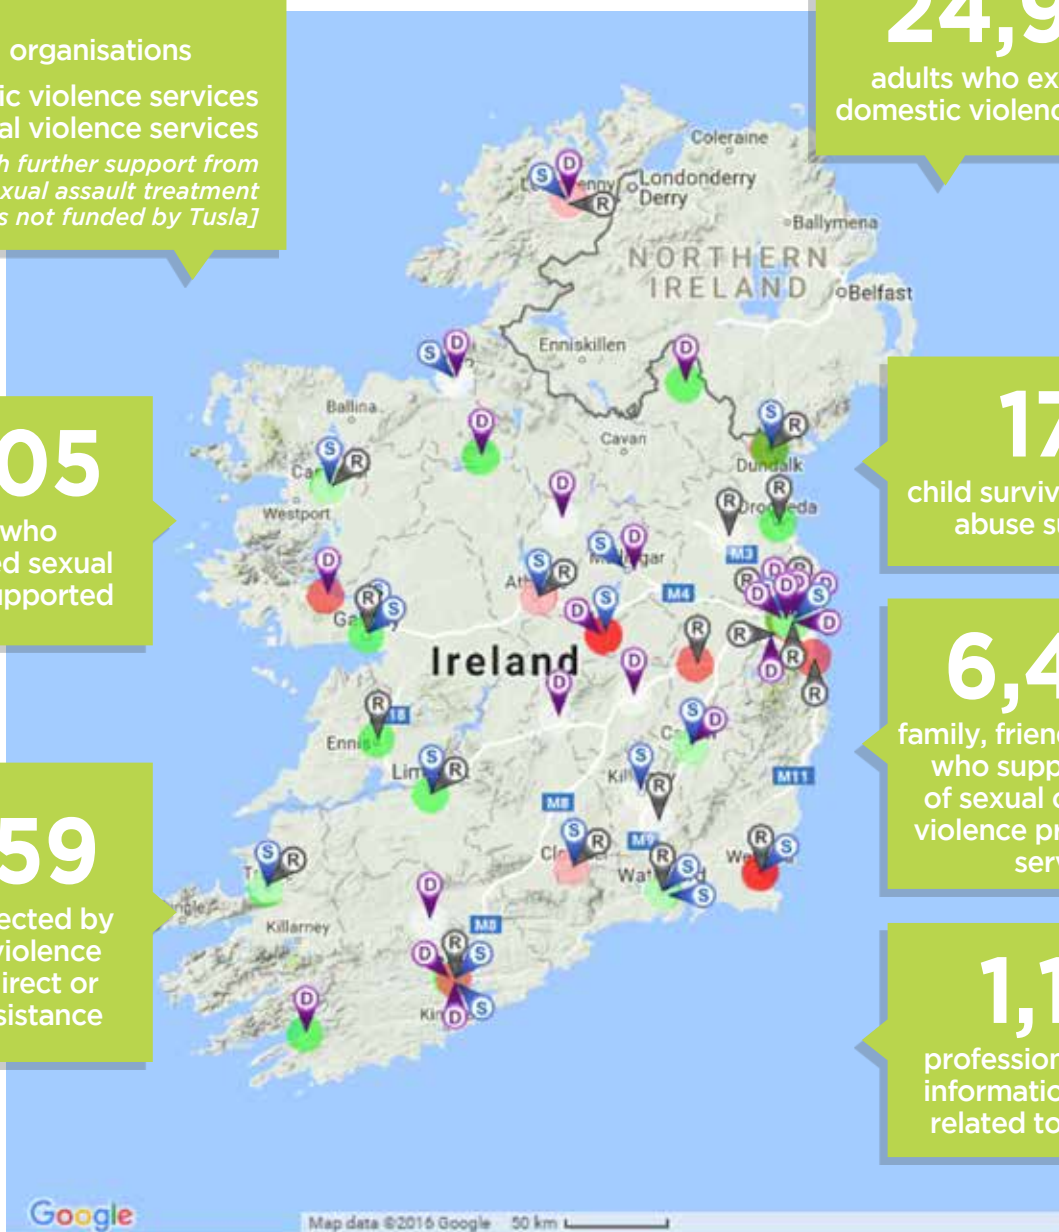 organisations
ic violence services
al violence services
h further support from
exual assault treatment
s not funded by Tusla]
24,9
adults who ex
domestic violenc
05
who
ed sexual
upported
59
ected by
violence
irect or
sistance
17
child surviv
abuse su
6,4
family, frien
who supp
of sexual
violence pr
serv
1,1
profession
informatio
related to
Coleraine
Londonderry
Derry
Ballymena
NORTHERN
IRELAND
Belfast
Enniskillen
Ballina
Cavan
Dundalk
Westport
M3
M4
Ireland
Ennis
18
M11
M8
M9
Killarney
M8
D
S
R
S
D
D
D
S
R
S
R
D
R
R
D
S
D
S
R
D
R
S
D
S
R
D
R
D
D
D
S
D
R
D
R
R
D
D
R
S
D
S
R
S
R
S
R
S
R
R
S
S
R
S
D
D
R
S
D
S
D
Google
Map data ©2016 Google 50 km